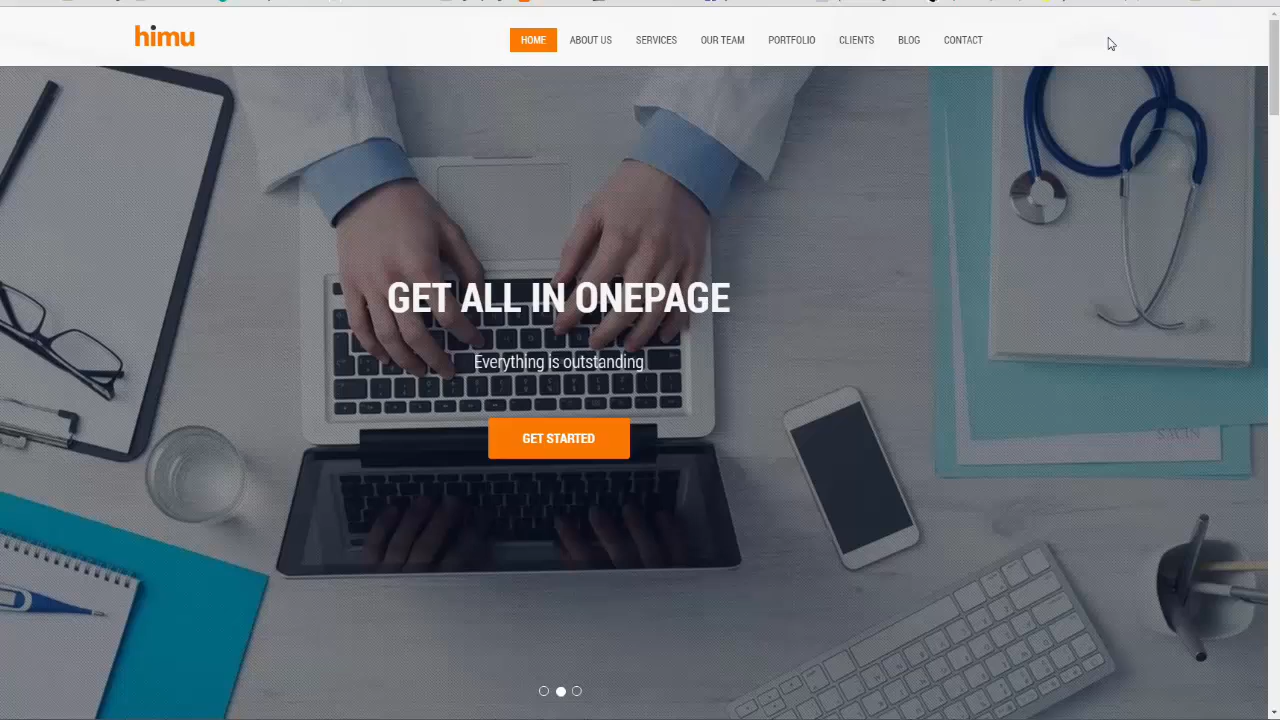 himu
HOME ABOUT US SERVICES OUR TEAM PORTFOLIO CLIENTS BLOG CONTACT
GET ALL IN ONEPAGE
Everything is outstanding
GET STARTED